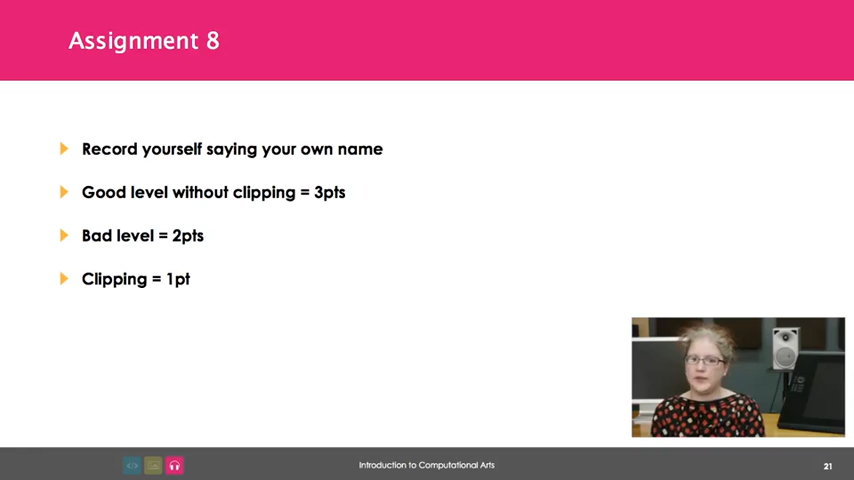 Assignment 8
Record yourself saying your own name
Good level without clipping = 3pts
Bad level = 2pts
Clipping = 1pt
Introduction to Computational Arts
21